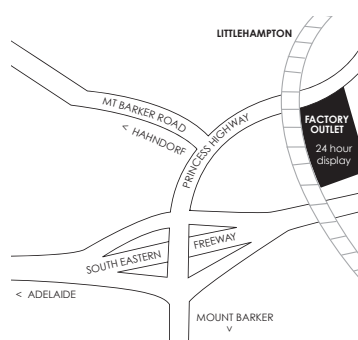 LITTLEHAMPTON
MT BARKER ROAD
< HAHNDORF
PRINCESS HIGHWAY
FACTORY
OUTLET
24 hour
display
SOUTH EASTERN
FREEWAY
< ADELAIDE
MOUNT BARKER
v